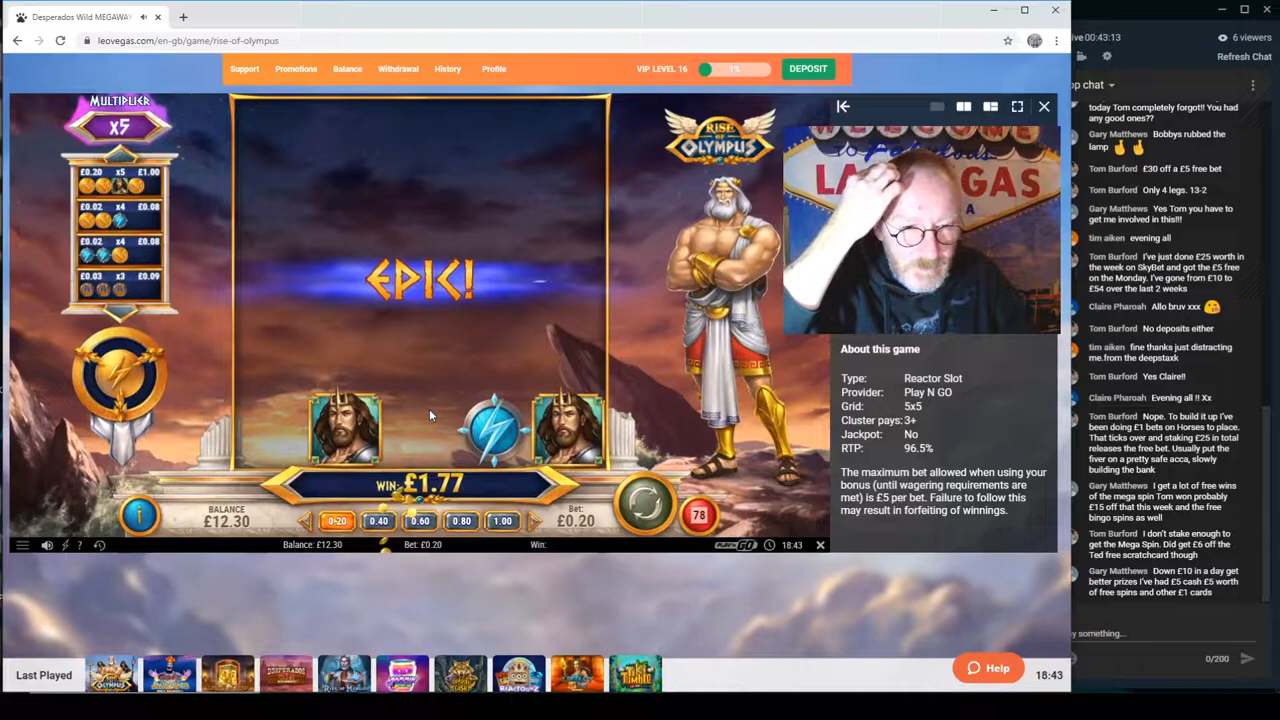 Desperados Wild MEGAWAY
leovegas.com/en-gb/game/rise-of-olympus
Support Promotions Balance Withdrawal History Profile
VIP LEVEL 16 1% DEPOSIT
MULTIPLIER
x5
£0.20 x5 £1.00
£0.02 x4 £0.08
£0.02 x4 £0.08
£0.03 x3 £0.09
EPIC!
RISE OF OLYMPUS
WIN: £1.77
BALANCE
£12.30
0.20 0.40 0.60 0.80 1.00
BET:
£0.20
78
Balance: £12.30 Bet: £0.20 Win:
PLAY'N GO 18:43
WELCOME
TO Fabulous
LAS VEGAS
About this game
Type: Reactor Slot
Provider: Play N GO
Grid: 5x5
Cluster pays: 3+
Jackpot: No
RTP: 96.5%
The maximum bet allowed when using your
bonus (until wagering requirements are
met) is £5 per bet. Failure to follow this
may result in forfeiting of winnings.
Last Played
Help
18:43
ive 00:43:13 6 viewers
Refresh Chat
op chat
today Tom completely forgot!! You had
any good ones??
Gary Matthews Bobbys rubbed the
lamp
Tom Burford £30 off a £5 free bet
Tom Burford Only 4 legs. 13-2
Gary Matthews Yes Tom you have to
get me involved in this!!!
tim aiken evening all
Tom Burford I've just done £25 worth in
the week on SkyBet and got the £5 free
on the Monday. I've gone from £10 to
£54 over the last 2 weeks
Claire Pharoah Allo bruv xxx
Tom Burford No deposits either
tim aiken fine thanks just distracting
me.from the deepstaxk
Tom Burford Yes Claire!!
Claire Pharoah Evening all !! Xx
Tom Burford Nope. To build it up I've
been doing £1 bets on Horses to place.
That ticks over and staking £25 in total
releases the free bet. Usually put the
fiver on a pretty safe acca, slowly
building the bank
Gary Matthews I get a lot of free wins
of the mega spin Tom won probably
£15 off that this week and the free
bingo spins as well
Tom Burford I don't stake enough to
get the Mega Spin. Did get £6 off the
Ted free scratchcard though
Gary Matthews Down £10 in a day get
better prizes I've had £5 cash £5 worth
of free spins and other £1 cards
ay something...
0/200